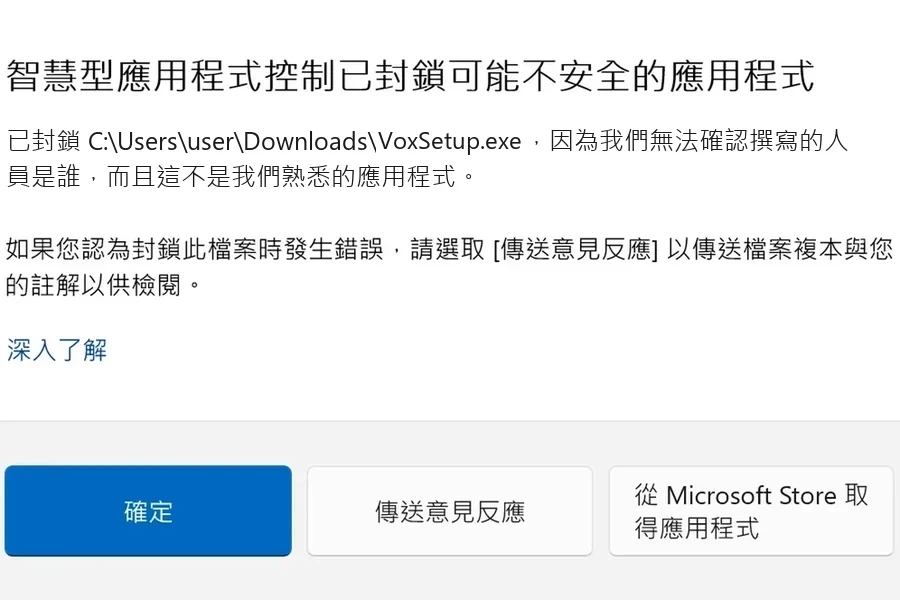 智慧型應用程式控制已封鎖可能不安全的應用程式
已封鎖 C:\Users\user\Downloads\VoxSetup.exe，因為我們無法確認撰寫的人
員是誰，而且這不是我們熟悉的應用程式。
如果您認為封鎖此檔案時發生錯誤，請選取 [傳送意見反應] 以傳送檔案複本與您
的註解以供檢閱。
深入了解
確定
傳送意見反應
從 Microsoft Store 取
得應用程式